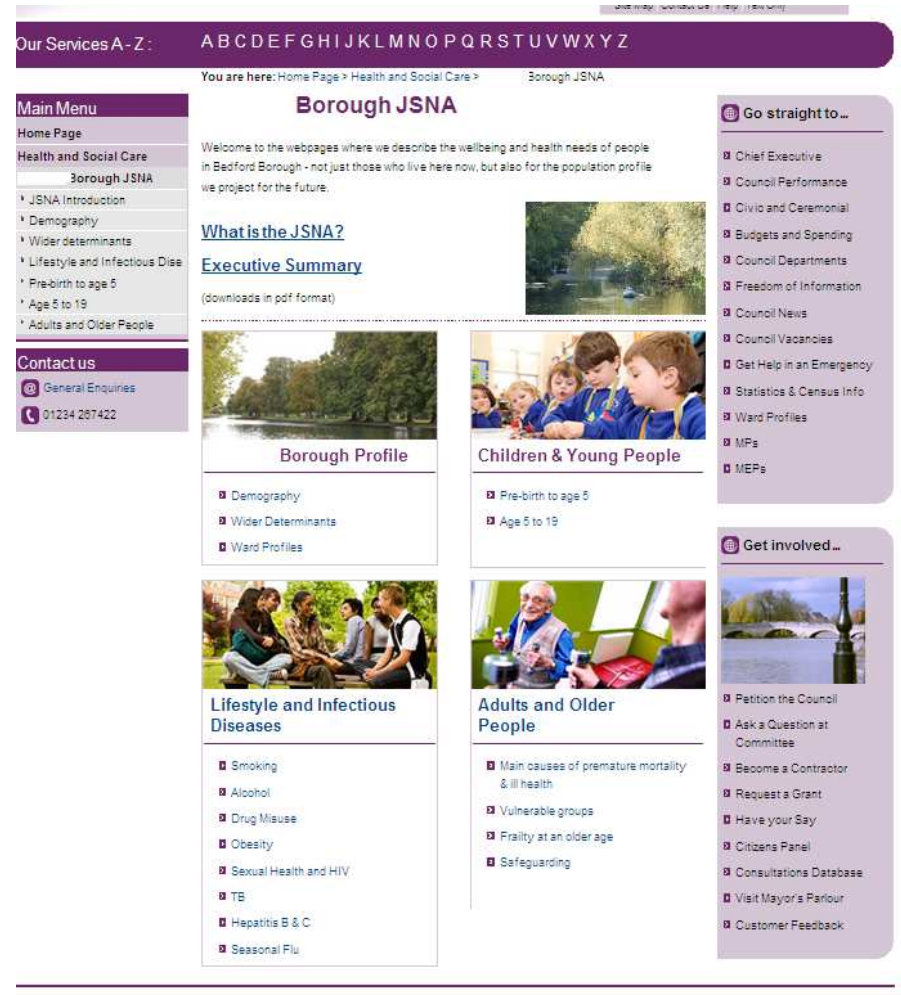 Site Map Contact Us Help Text Only
Our Services A - Z :
A B C D E F G H I J K L M N O P Q R S T U V W X Y Z
You are here: Home Page > Health and Social Care > Borough JSNA
Main Menu
Home Page
Health and Social Care
Borough JSNA
JSNA Introduction
Demography
Wider determinants
Lifestyle and Infectious Dise
Pre-birth to age 5
Age 5 to 19
Adults and Older People
Contact us
General Enquiries
01234 267422
Borough JSNA
Welcome to the webpages where we describe the wellbeing and health needs of people
in Bedford Borough - not just those who live here now, but also for the population profile
we project for the future.
What is the JSNA?
Executive Summary
(downloads in pdf format)
Borough Profile
Demography
Wider Determinants
Ward Profiles
Children & Young People
Pre-birth to age 5
Age 5 to 19
Lifestyle and Infectious
Diseases
Smoking
Alcohol
Drug Misuse
Obesity
Sexual Health and HIV
TB
Hepatitis B & C
Seasonal Flu
Adults and Older
People
Main causes of premature mortality
& ill health
Vulnerable groups
Frailty at an older age
Safeguarding
Go straight to...
Chief Executive
Council Performance
Civic and Ceremonial
Budgets and Spending
Council Departments
Freedom of Information
Council News
Council Vacancies
Get Help in an Emergency
Statistics & Census Info
Ward Profiles
MPs
MEPs
Get involved...
Petition the Council
Ask a Question at
Committee
Become a Contractor
Request a Grant
Have your Say
Citizens Panel
Consultations Database
Visit Mayor's Parlour
Customer Feedback